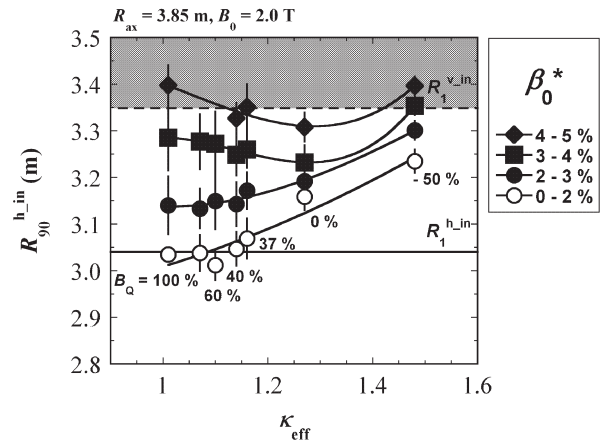 R_ax = 3.85 m, B_0 = 2.0 T
3.5
3.4
3.3
3.2
3.1
3.0
2.9
2.8
R_90^h_in (m)
R_1^v_in
R_1^h_in
- 50 %
0 %
37 %
40 %
60 %
B_Q = 100 %
1
1.2
1.4
1.6
κ_eff
β_0*
4 - 5 %
3 - 4 %
2 - 3 %
0 - 2 %